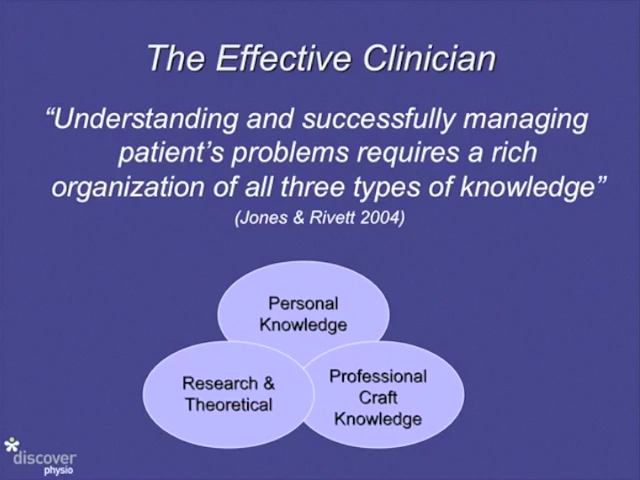 The Effective Clinician
“Understanding and successfully managing
patient’s problems requires a rich
organization of all three types of knowledge”
(Jones & Rivett 2004)
Personal
Knowledge
Research &
Theoretical
Professional
Craft
Knowledge
discover
physio